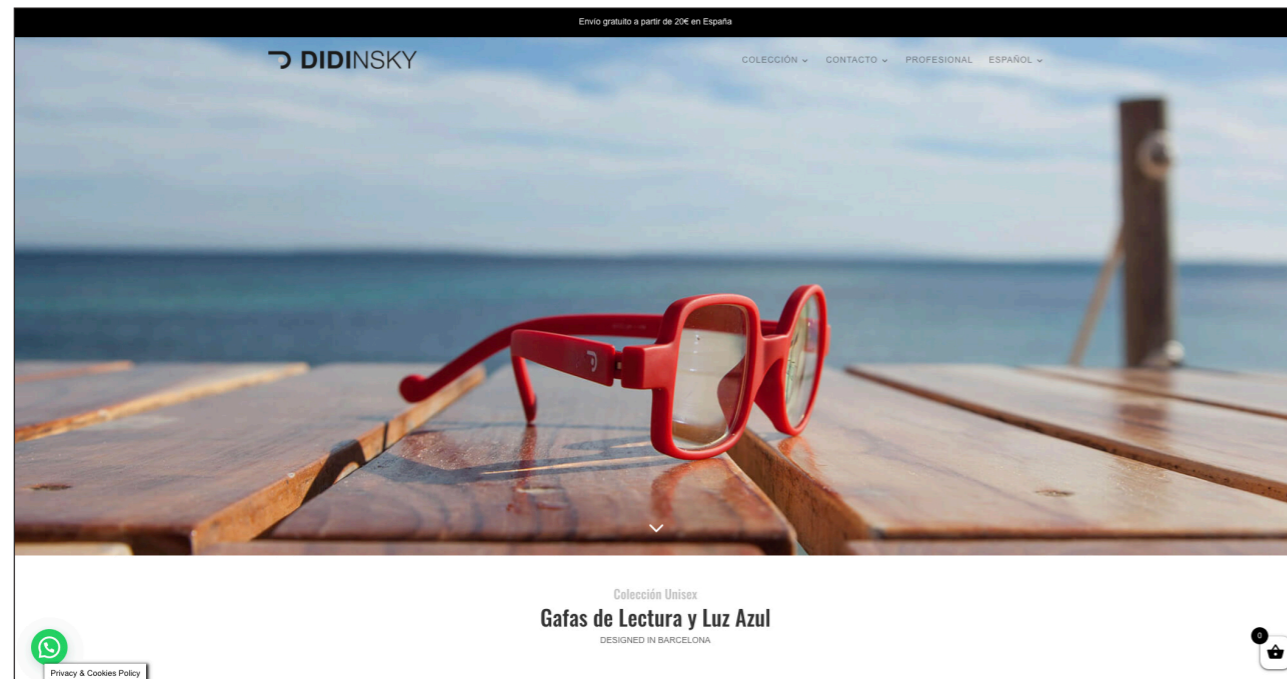 Envío gratuito a partir de 20€ en España
DIDINSKY
COLECCIÓN
CONTACTO
PROFESIONAL
ESPAÑOL
Colección Unisex
Gafas de Lectura y Luz Azul
DESIGNED IN BARCELONA
0
Privacy & Cookies Policy